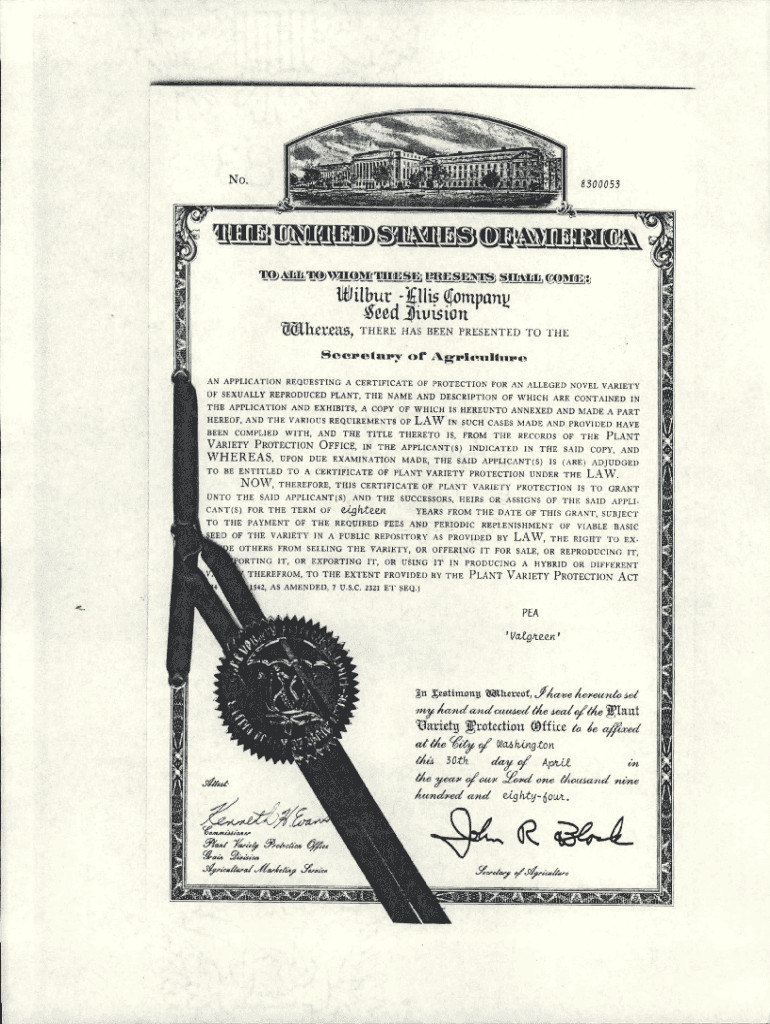 No.
8300053
THE UNITED STATES OF AMERICA
TO ALL TO WHOM THESE PRESENTS SHALL COME:
Wilbur - Ellis Company
Seed Division
Whereas, THERE HAS BEEN PRESENTED TO THE
Secretary of Agriculture
AN APPLICATION REQUESTING A CERTIFICATE OF PROTECTION FOR AN ALLEGED NOVEL VARIETY
OF SEXUALLY REPRODUCED PLANT, THE NAME AND DESCRIPTION OF WHICH ARE CONTAINED IN
THE APPLICATION AND EXHIBITS, A COPY OF WHICH IS HEREUNTO ANNEXED AND MADE A PART
HEREOF, AND THE VARIOUS REQUIREMENTS OF LAW IN SUCH CASES MADE AND PROVIDED HAVE
BEEN COMPLIED WITH, AND THE TITLE THERETO IS, FROM THE RECORDS OF THE PLANT
VARIETY PROTECTION OFFICE, IN THE APPLICANT(S) INDICATED IN THE SAID COPY, AND
WHEREAS, UPON DUE EXAMINATION MADE, THE SAID APPLICANT(S) IS (ARE) ADJUDGED
TO BE ENTITLED TO A CERTIFICATE OF PLANT VARIETY PROTECTION UNDER THE LAW.
NOW, THEREFORE, THIS CERTIFICATE OF PLANT VARIETY PROTECTION IS TO GRANT
UNTO THE SAID APPLICANT(S) AND THE SUCCESSORS, HEIRS OR ASSIGNS OF THE SAID APPLI-
CANT(S) FOR THE TERM OF eighteen YEARS FROM THE DATE OF THIS GRANT, SUBJECT
TO THE PAYMENT OF THE REQUIRED FEES AND PERIODIC REPLENISHMENT OF VIABLE BASIC
SEED OF THE VARIETY IN A PUBLIC REPOSITORY AS PROVIDED BY LAW, THE RIGHT TO EX-
DE OTHERS FROM SELLING THE VARIETY, OR OFFERING IT FOR SALE, OR REPRODUCING IT,
PORTING IT, OR EXPORTING IT, OR USING IT IN PRODUCING A HYBRID OR DIFFERENT
THEREFROM, TO THE EXTENT PROVIDED BY THE PLANT VARIETY PROTECTION ACT
1542, AS AMENDED, 7 U.S.C. 2321 ET SEQ.)
PEA
'Valgreen'
In Testimony Whereof, I have hereunto set
my hand and caused the seal of the Plant
Variety Protection Office to be affixed
at the City of Washington
this 30th day of April in
the year of our Lord one thousand nine
hundred and eighty-four.
Attest:
Kenneth H. Evans
Commissioner
Plant Variety Protection Office
Grain Division
Agricultural Marketing Service
John R Block
Secretary of Agriculture